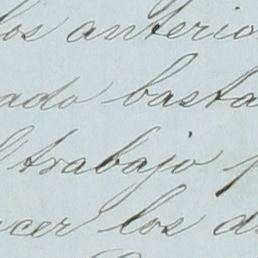 los anterio
ado basta
l trabajo p
cer los d